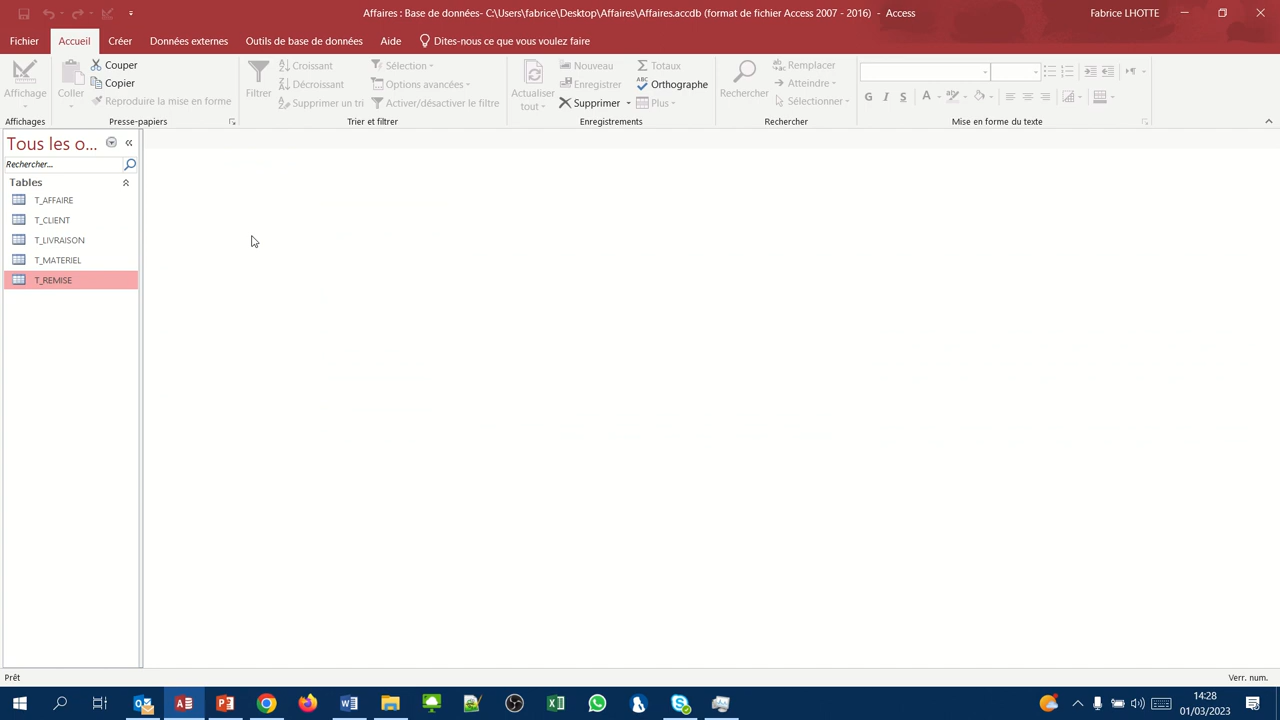 Affaires : Base de données- C:\Users\fabrice\Desktop\Affaires\Affaires.accdb (format de fichier Access 2007 - 2016) - Access
Fabrice LHOTTE
Fichier
Accueil
Créer
Données externes
Outils de base de données
Aide
Dites-nous ce que vous voulez faire
Affichage
Affichages
Coller
Couper
Copier
Reproduire la mise en forme
Presse-papiers
Filtrer
Croissant
Décroissant
Supprimer un tri
Sélection
Options avancées
Activer/désactiver le filtre
Trier et filtrer
Actualiser
tout
Nouveau
Enregistrer
Supprimer
Totaux
Orthographe
Plus
Enregistrements
Rechercher
Remplacer
Atteindre
Sélectionner
Rechercher
G I S A
Mise en forme du texte
Tous les o...
Rechercher...
Tables
T_AFFAIRE
T_CLIENT
T_LIVRAISON
T_MATERIEL
T_REMISE
Prêt
Verr. num.
14:28
01/03/2023